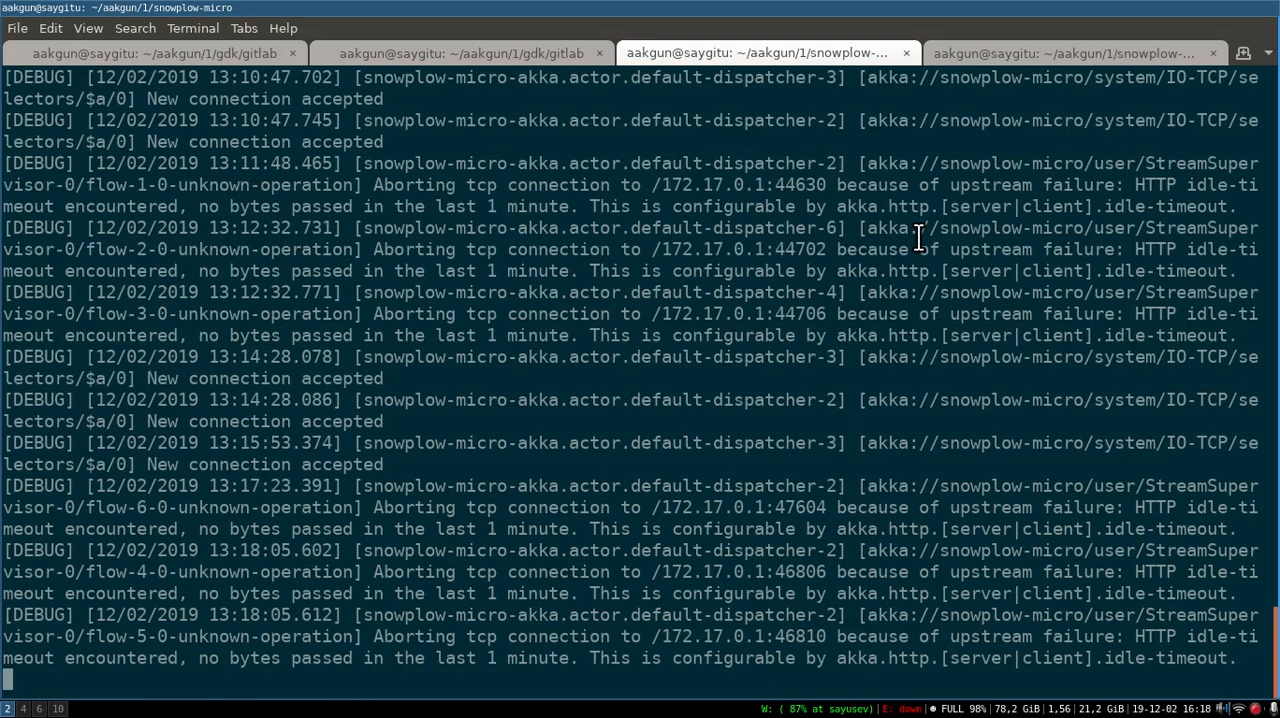 aakgun@saygitu: ~/aakgun/1/snowplow-micro
File Edit View Search Terminal Tabs Help
aakgun@saygitu: ~/aakgun/1/gdk/gitlab × aakgun@saygitu: ~/aakgun/1/gdk/gitlab × aakgun@saygitu: ~/aakgun/1/snowplow-... × aakgun@saygitu: ~/aakgun/1/snowplow-... ×
[DEBUG] [12/02/2019 13:10:47.702] [snowplow-micro-akka.actor.default-dispatcher-3] [akka://snowplow-micro/system/IO-TCP/se
lectors/$a/0] New connection accepted
[DEBUG] [12/02/2019 13:10:47.745] [snowplow-micro-akka.actor.default-dispatcher-2] [akka://snowplow-micro/system/IO-TCP/se
lectors/$a/0] New connection accepted
[DEBUG] [12/02/2019 13:11:48.465] [snowplow-micro-akka.actor.default-dispatcher-2] [akka://snowplow-micro/user/StreamSuper
visor-0/flow-1-0-unknown-operation] Aborting tcp connection to /172.17.0.1:44630 because of upstream failure: HTTP idle-ti
meout encountered, no bytes passed in the last 1 minute. This is configurable by akka.http.[server|client].idle-timeout.
[DEBUG] [12/02/2019 13:12:32.731] [snowplow-micro-akka.actor.default-dispatcher-6] [akka://snowplow-micro/user/StreamSuper
visor-0/flow-2-0-unknown-operation] Aborting tcp connection to /172.17.0.1:44702 because of upstream failure: HTTP idle-ti
meout encountered, no bytes passed in the last 1 minute. This is configurable by akka.http.[server|client].idle-timeout.
[DEBUG] [12/02/2019 13:12:32.771] [snowplow-micro-akka.actor.default-dispatcher-4] [akka://snowplow-micro/user/StreamSuper
visor-0/flow-3-0-unknown-operation] Aborting tcp connection to /172.17.0.1:44706 because of upstream failure: HTTP idle-ti
meout encountered, no bytes passed in the last 1 minute. This is configurable by akka.http.[server|client].idle-timeout.
[DEBUG] [12/02/2019 13:14:28.078] [snowplow-micro-akka.actor.default-dispatcher-3] [akka://snowplow-micro/system/IO-TCP/se
lectors/$a/0] New connection accepted
[DEBUG] [12/02/2019 13:14:28.086] [snowplow-micro-akka.actor.default-dispatcher-2] [akka://snowplow-micro/system/IO-TCP/se
lectors/$a/0] New connection accepted
[DEBUG] [12/02/2019 13:15:53.374] [snowplow-micro-akka.actor.default-dispatcher-3] [akka://snowplow-micro/system/IO-TCP/se
lectors/$a/0] New connection accepted
[DEBUG] [12/02/2019 13:17:23.391] [snowplow-micro-akka.actor.default-dispatcher-2] [akka://snowplow-micro/user/StreamSuper
visor-0/flow-6-0-unknown-operation] Aborting tcp connection to /172.17.0.1:47604 because of upstream failure: HTTP idle-ti
meout encountered, no bytes passed in the last 1 minute. This is configurable by akka.http.[server|client].idle-timeout.
[DEBUG] [12/02/2019 13:18:05.602] [snowplow-micro-akka.actor.default-dispatcher-2] [akka://snowplow-micro/user/StreamSuper
visor-0/flow-4-0-unknown-operation] Aborting tcp connection to /172.17.0.1:46806 because of upstream failure: HTTP idle-ti
meout encountered, no bytes passed in the last 1 minute. This is configurable by akka.http.[server|client].idle-timeout.
[DEBUG] [12/02/2019 13:18:05.612] [snowplow-micro-akka.actor.default-dispatcher-2] [akka://snowplow-micro/user/StreamSuper
visor-0/flow-5-0-unknown-operation] Aborting tcp connection to /172.17.0.1:46810 because of upstream failure: HTTP idle-ti
meout encountered, no bytes passed in the last 1 minute. This is configurable by akka.http.[server|client].idle-timeout.
2 4 6 10 W: ( 87% at sayusev)| E: down| ☻ FULL 98%| 78,2 GiB| 1,56| 21,2 GiB| 19-12-02 16:18